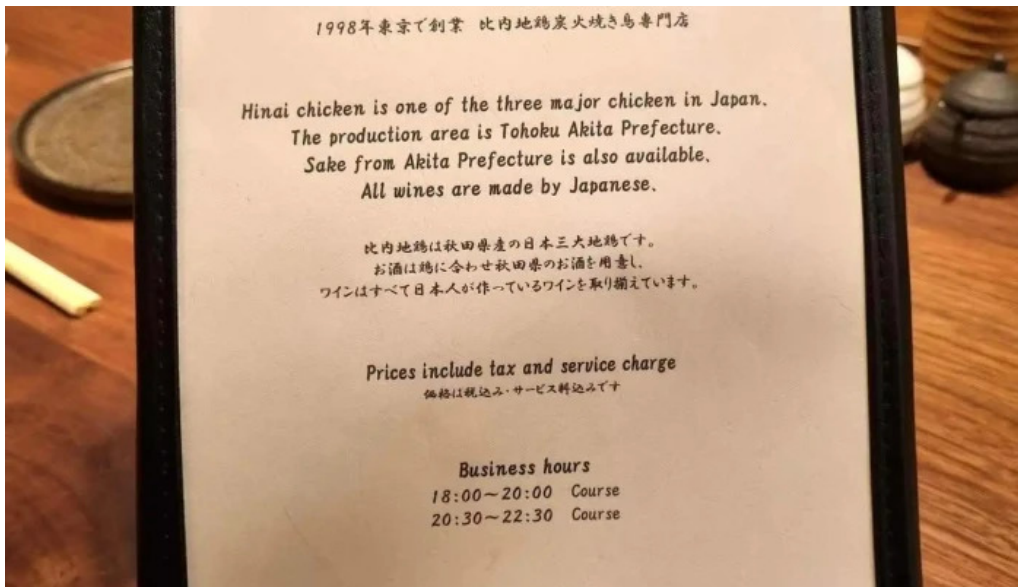 1998年東京で創業 比内地鶏炭火焼き鳥専門店
Hinai chicken is one of the three major chicken in Japan.
The production area is Tohoku Akita Prefecture.
Sake from Akita Prefecture is also available.
All wines are made by Japanese.
比内地鶏は秋田県産の日本三大地鶏です。
お酒は鶏に合わせ秋田県のお酒を用意し、
ワインはすべて日本人が作っているワインを取り揃えています。
Prices include tax and service charge
価格は税込み・サービス料込みです
Business hours
18:00～20:00 Course
20:30～22:30 Course